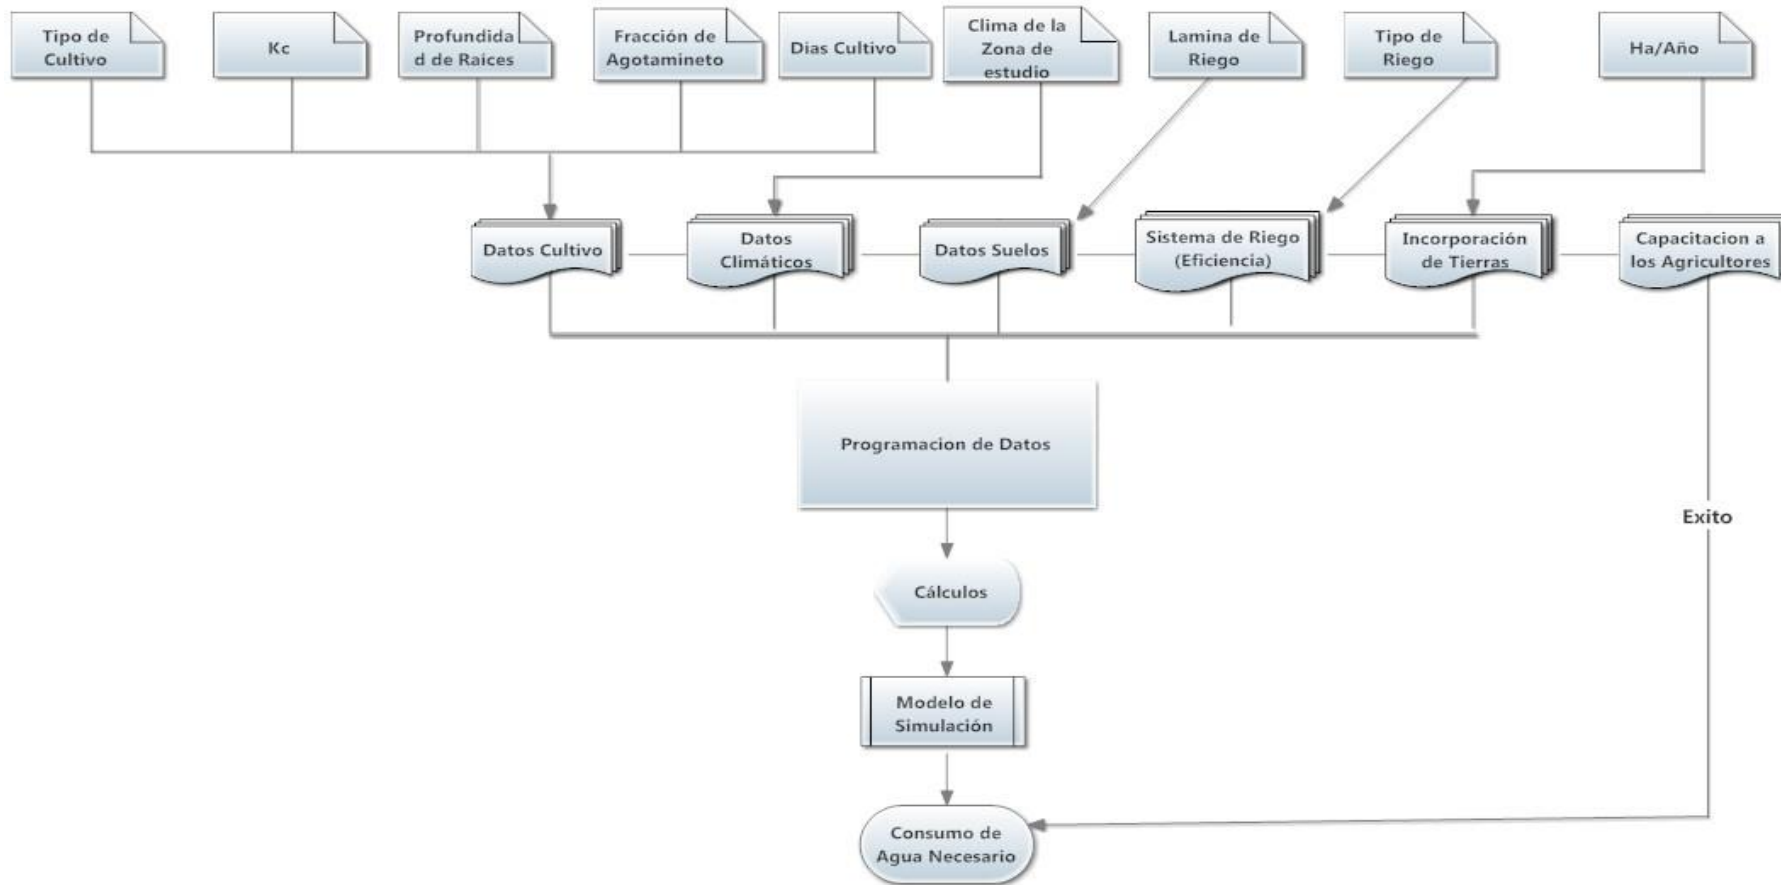 Tipo de
Cultivo
Kc
Profundida
d de Raices
Fracción de
Agotamineto
Dias Cultivo
Clima de la
Zona de
estudio
Lamina de
Riego
Tipo de
Riego
Ha/Año
Datos Cultivo
Datos
Climáticos
Datos Suelos
Sistema de Riego
(Eficiencia)
Incorporación
de Tierras
Capacitacion a
los Agricultores
Programacion de Datos
Exito
Cálculos
Modelo de
Simulación
Consumo de
Agua Necesario